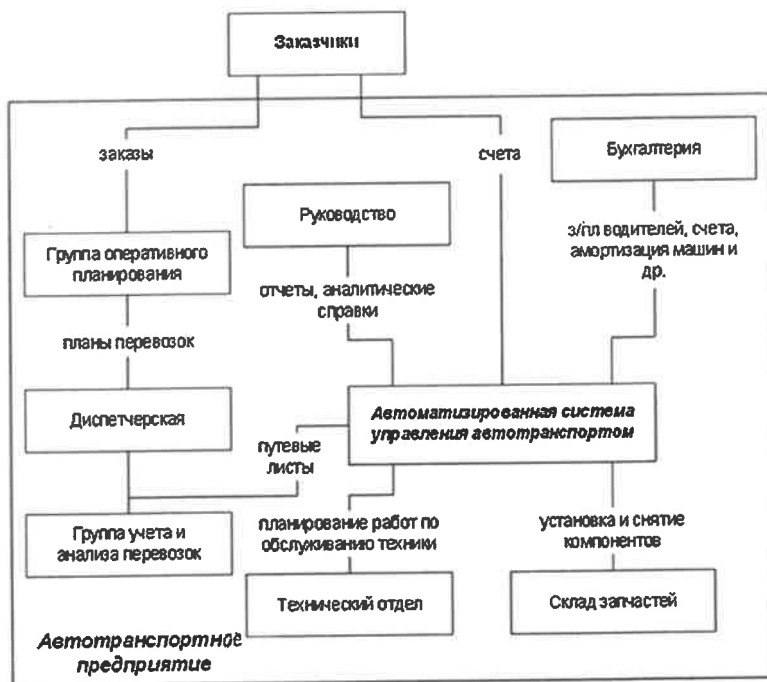 Заказчики
заказы
счета
Бухгалтерия
Руководство
Группа оперативного
планирования
з/пл водителей, счета,
амортизация машин и
др.
отчеты, аналитические
справки
планы перевозок
Диспетчерская
Автоматизированная система
управления автотранспортом
путевые
листы
Группа учета и
анализа перевозок
планирование работ по
обслуживанию техники
установка и снятие
компонентов
Технический отдел
Склад запчастей
Автотранспортное
предприятие